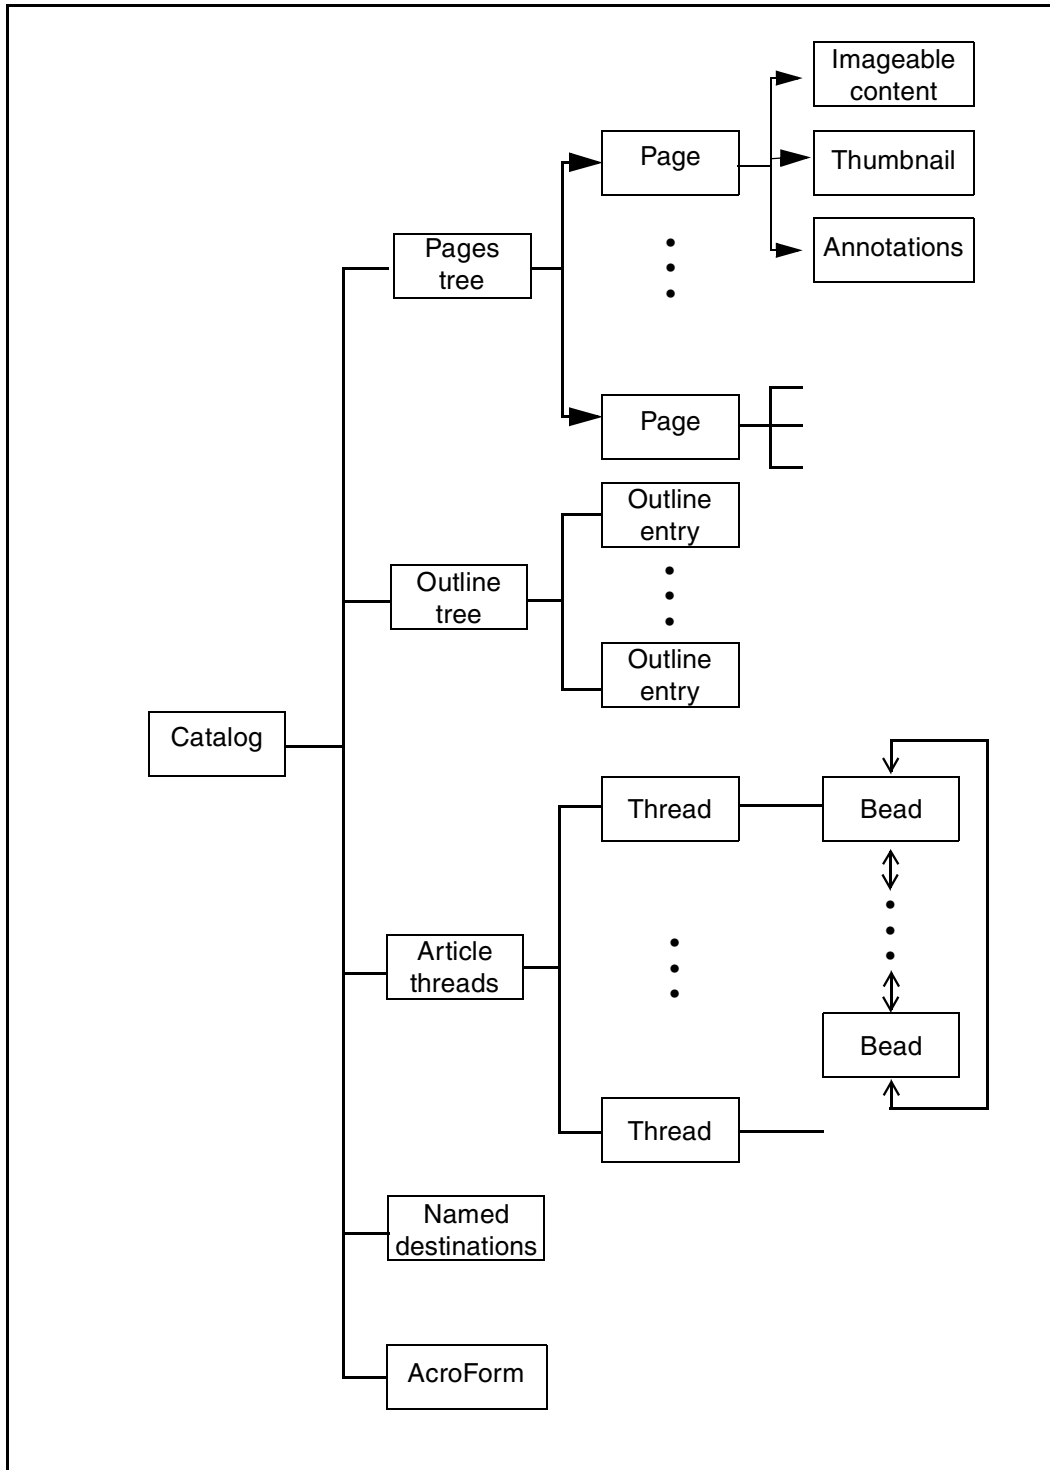 Imageable
content
Page
Thumbnail
Pages
tree
Annotations
Page
Outline
entry
Outline
tree
Outline
entry
Catalog
Thread
Bead
Article
threads
Bead
Thread
Named
destinations
AcroForm